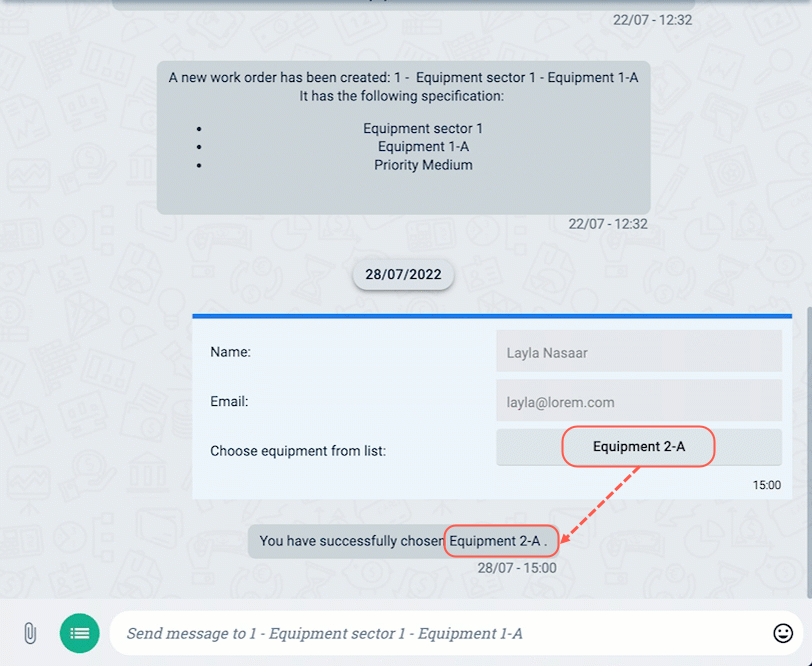 22/07 - 12:32
A new work order has been created: 1 - Equipment sector 1 - Equipment 1-A
It has the following specification:
• Equipment sector 1
• Equipment 1-A
• Priority Medium
22/07 - 12:32
28/07/2022
Name: Layla Nasaar
Email: layla@lorem.com
Choose equipment from list: Equipment 2-A
15:00
You have successfully chosen Equipment 2-A .
28/07 - 15:00
Send message to 1 - Equipment sector 1 - Equipment 1-A